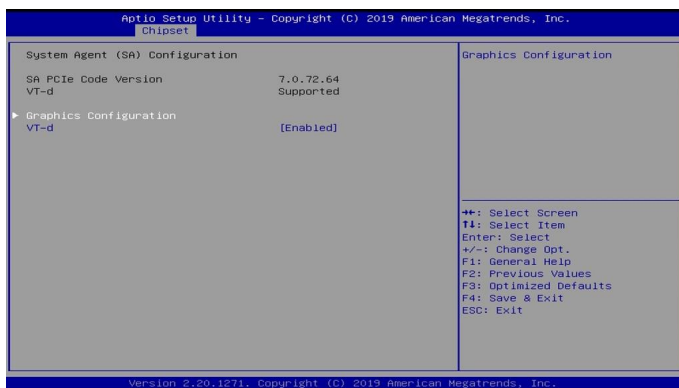 Aptio Setup Utility – Copyright (C) 2019 American Megatrends, Inc.
Chipset
System Agent (SA) Configuration
SA PCIe Code Version 7.0.72.64
VT-d Supported
Graphics Configuration
VT-d [Enabled]
Graphics Configuration
→←: Select Screen
↑↓: Select Item
Enter: Select
+/-: Change Opt.
F1: General Help
F2: Previous Values
F3: Optimized Defaults
F4: Save & Exit
ESC: Exit
Version 2.20.1271. Copyright (C) 2019 American Megatrends, Inc.